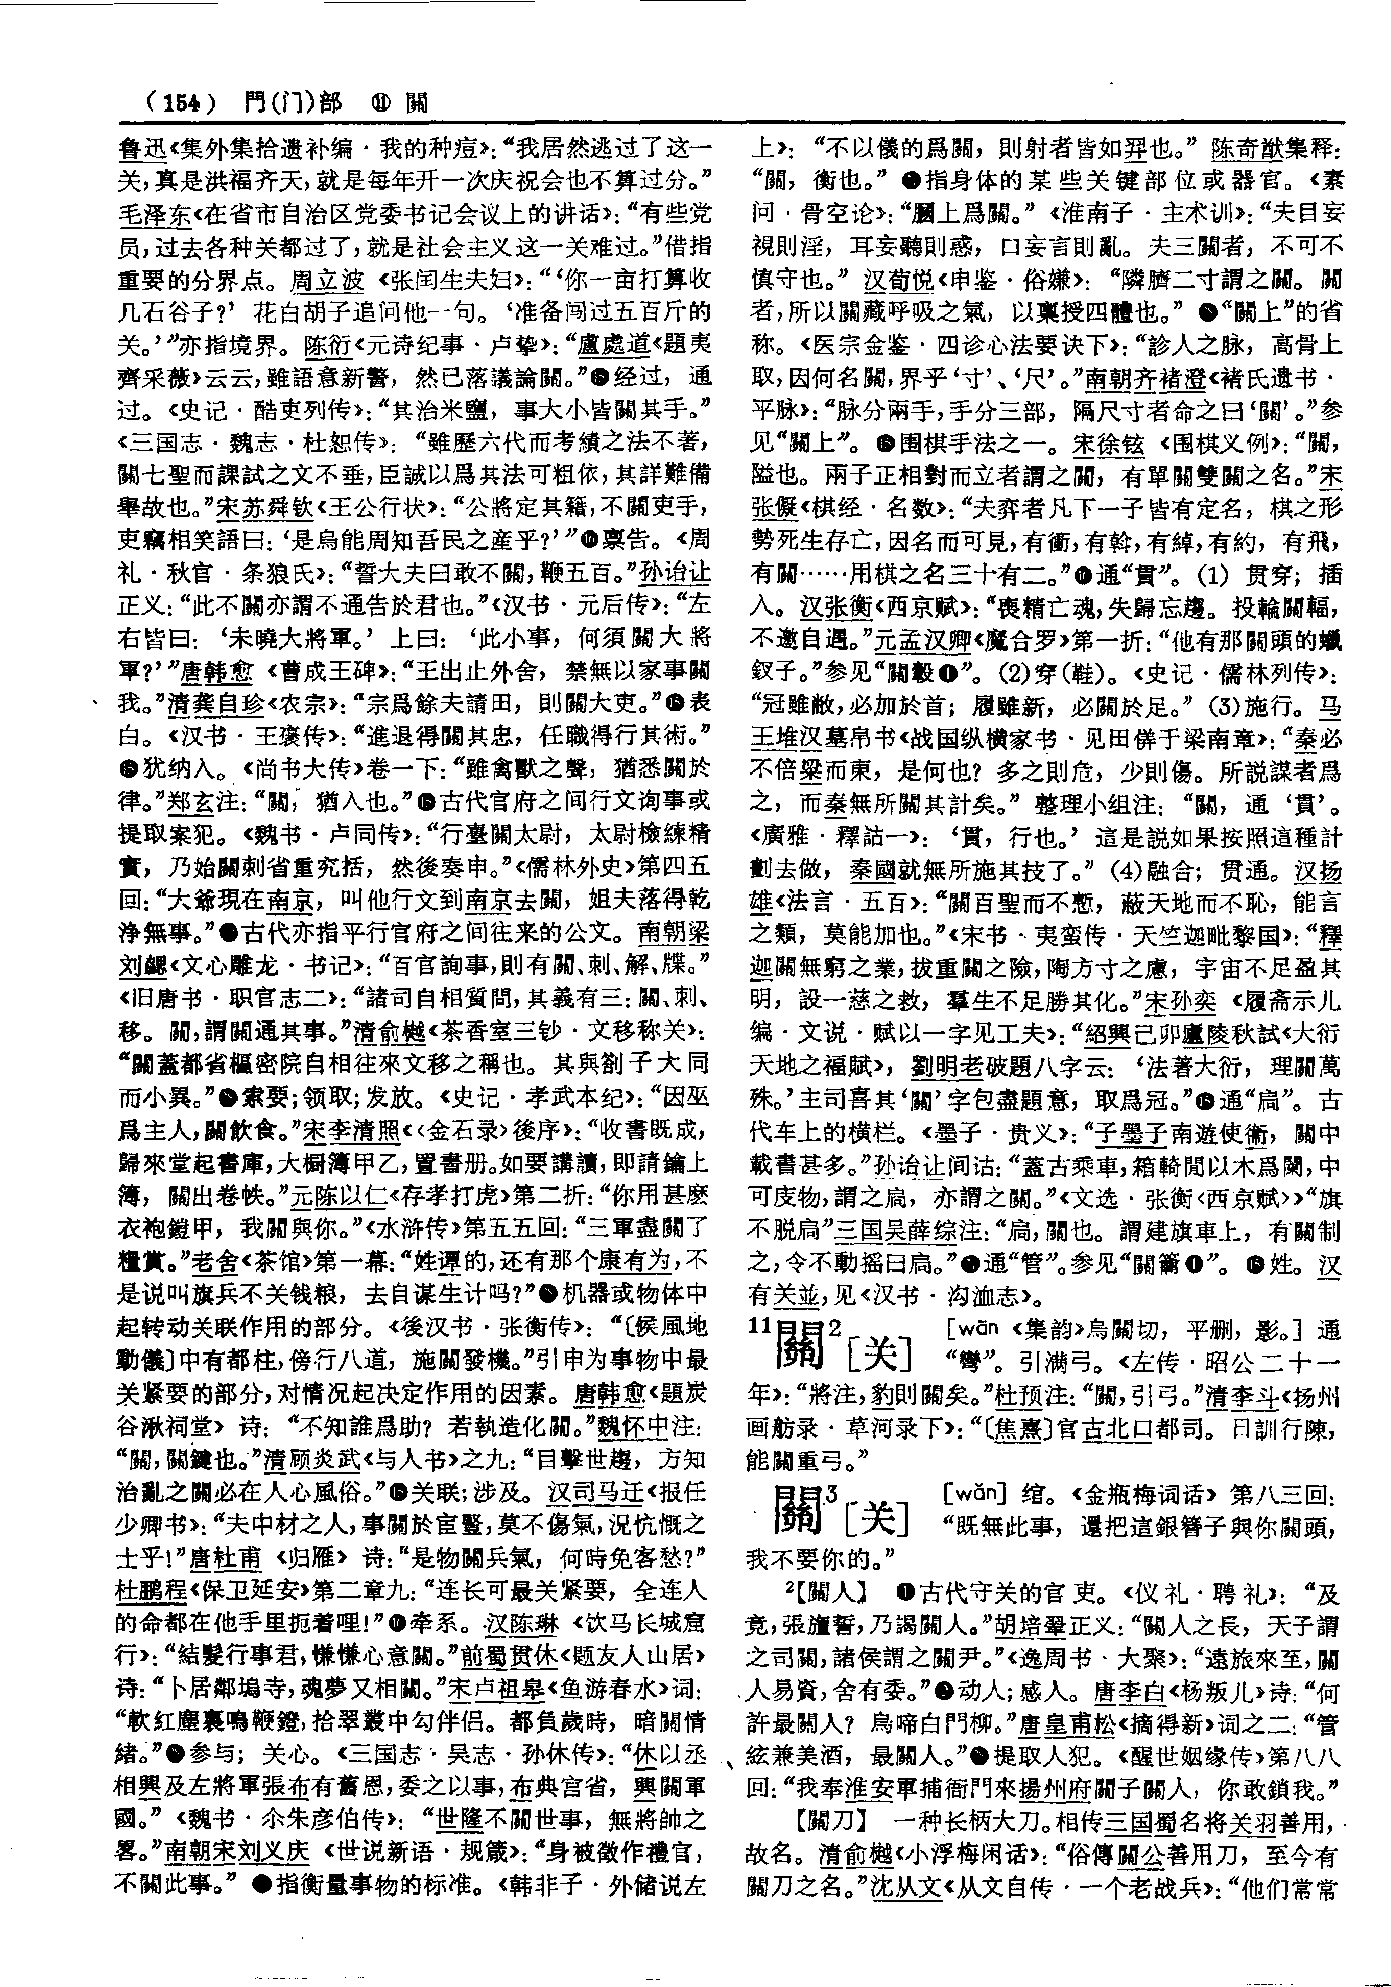 （154） 門(门)部 ⑪ 關
鲁迅《集外集拾遗补编·我的种痘》：“我居然逃过了这一
关，真是洪福齐天，就是每年开一次庆祝会也不算过分。”
毛泽东《在省市自治区党委书记会议上的讲话》：“有些党
员，过去各种关都过了，就是社会主义这一关难过。”借指
重要的分界点。周立波《张闰生夫妇》：“‘你一亩打算收
几石谷子？’花白胡子追问他一句。‘准备闯过五百斤的
关。’”亦指境界。陈衍《元诗纪事·卢挚》：“盧處道《題夷
齊采薇》云云，雖語意新警，然已落議論關。”经过，通
过。《史记·酷吏列传》：“其治米鹽，事大小皆關其手。”
《三国志·魏志·杜恕传》：“雖歷六代而考績之法不著，
關七聖而課試之文不垂，臣誠以爲其法可粗依，其詳難備
舉故也。”宋苏舜钦《王公行状》：“公將定其籍，不關吏手，
吏竊相笑語曰：‘是烏能周知吾民之産乎？’”禀告。《周
礼·秋官·条狼氏》：“誓大夫曰敢不關，鞭五百。”孙诒让
正义：“此不關亦謂不通告於君也。”《汉书·元后传》：“左
右皆曰：‘未曉大將軍。’上曰：‘此小事，何須關大將
軍？’”唐韩愈《曹成王碑》：“王出止外舍，禁無以家事關
我。”清龚自珍《农宗》：“宗爲餘夫請田，則關大吏。”表
白。《汉书·王褒传》：“進退得關其忠，任職得行其術。”
犹纳入。《尚书大传》卷一下：“雖禽獸之聲，猶悉關於
律。”郑玄注：“關，猶入也。”古代官府之间行文询事或
提取案犯。《魏书·卢同传》：“行臺關太尉，太尉檢練精
實，乃始關刺省重究括，然後奏申。”《儒林外史》第四五
回：“大爺現在南京，叫他行文到南京去關，姐夫落得乾
浄無事。”古代亦指平行官府之间往来的公文。南朝梁
刘勰《文心雕龙·书记》：“百官詢事，則有關、刺、解、牒。”
《旧唐书·职官志二》：“諸司自相質問，其義有三：關、刺、
移。關，謂關通其事。”清俞樾《茶香室三钞·文移称关》：
“關蓋都省樞密院自相往來文移之稱也。其與劄子大同
而小異。”索要；领取；发放。《史记·孝武本纪》：“因巫
爲主人，關飲食。”宋李清照《〈金石录〉後序》：“收書既成，
歸來堂起書庫，大櫥簿甲乙，置書册。如要講讀，即請鑰上
簿，關出卷帙。”元陈以仁《存孝打虎》第二折：“你用甚麽
衣袍鎧甲，我關與你。”《水浒传》第五五回：“三軍盡關了
糧賞。”老舍《茶馆》第一幕：“姓谭的，还有那个康有为，不
是说叫旗兵不关钱粮，去自谋生计吗？”机器或物体中
起转动关联作用的部分。《後汉书·张衡传》：“〔候風地
動儀〕中有都柱，傍行八道，施關發機。”引申为事物中最
关紧要的部分，对情况起决定作用的因素。唐韩愈《題炭
谷湫祠堂》诗：“不知誰爲助？若執造化關。”魏怀中注：
“關，關鍵也。”清顾炎武《与人书》之九：“目擊世趨，方知
治亂之關必在人心風俗。”关联；涉及。汉司马迁《报任
少卿书》：“夫中材之人，事關於宦豎，莫不傷氣，況忼慨之
士乎！”唐杜甫《归雁》诗：“是物關兵氣，何時免客愁？”
杜鹏程《保卫延安》第二章九：“连长可最关紧要，全连人
的命都在他手里扼着哩！”牵系。汉陈琳《饮马长城窟
行》：“結髮行事君，慊慊心意關。”前蜀贯休《题友人山居》
诗：“卜居鄰塢寺，魂夢又相關。”宋卢祖皋《鱼游春水》词：
“軟紅塵裏鳴鞭鐙，拾翠叢中勾伴侣。都負歲時，暗關情
緒。”参与；关心。《三国志·吴志·孙休传》：“休以丞
相興及左將軍張布有舊恩，委之以事，布典宫省，興關軍
國。”《魏书·尒朱彦伯传》：“世隆不關世事，無將帥之
畧。”南朝宋刘义庆《世说新语·规箴》：“身被徵作禮官，
不關此事。”指衡量事物的标准。《韩非子·外储说左
上》：“不以儀的爲關，則射者皆如羿也。”陈奇猷集释：
“關，衡也。”指身体的某些关键部位或器官。《素
问·骨空论》：“膕上爲關。”《淮南子·主术训》：“夫目妄
視則淫，耳妄聽則惑，口妄言則亂。夫三關者，不可不
慎守也。”汉荀悦《申鉴·俗嫌》：“隣臍二寸謂之關。關
者，所以關藏呼吸之氣，以稟授四體也。”“關上”的省
称。《医宗金鉴·四诊心法要诀下》：“診人之脉，高骨上
取，因何名關，界乎‘寸’、‘尺’。”南朝齐褚澄《褚氏遗书·
平脉》：“脉分兩手，手分三部，隔尺寸者命之曰‘關’。”参
见“關上”。围棋手法之一。宋徐铉《围棋义例》：“關，
隘也。兩子正相對而立者謂之關，有單關雙關之名。”宋
张儗《棋经·名数》：“夫弈者凡下一子皆有定名，棋之形
勢死生存亡，因名而可見，有衝，有斡，有綽，有約，有飛，
有關……用棋之名三十有二。”通“貫”。(1) 贯穿；插
入。汉张衡《西京赋》：“喪精亡魂，失歸忘趨。投輪關輻，
不邀自遇。”元孟汉卿《魔合罗》第一折：“他有那關頭的蠟
釵子。”参见“關轂❶”。(2)穿(鞋)。《史记·儒林列传》：
“冠雖敝，必加於首；履雖新，必關於足。”(3)施行。马
王堆汉墓帛书《战国纵横家书·见田㑩于梁南章》：“秦必
不倍梁而東，是何也？多之則危，少則傷。所説謀者爲
之，而秦無所關其計矣。”整理小组注：“關，通‘貫’。
《廣雅·釋詁一》：‘貫，行也。’這是説如果按照這種計
劃去做，秦國就無所施其技了。”(4)融合；贯通。汉扬
雄《法言·五百》：“關百聖而不慙，蔽天地而不恥，能言
之類，莫能加也。”《宋书·夷蛮传·天竺迦毗黎国》：“釋
迦關無窮之業，拔重關之險，陶方寸之慮，宇宙不足盈其
明，設一慈之救，羣生不足勝其化。”宋孙奕《履斋示儿
编·文说·赋以一字见工夫》：“紹興己卯廬陵秋試《大衍
天地之福賦》，劉明老破題八字云：‘法著大衍，理關萬
殊。’主司喜其‘關’字包盡題意，取爲冠。”通“扃”。古
代车上的横栏。《墨子·贵义》：“子墨子南遊使衞，關中
載書甚多。”孙诒让间诂：“蓋古乘車，箱輢閒以木爲闌，中
可庋物，謂之扃，亦謂之關。”《文选·张衡〈西京赋〉》“旗
不脱扃”三国吴薛综注：“扃，關也。謂建旗車上，有關制
之，令不動摇曰扃。”通“管”。参见“關籥❶”。姓。汉
有关並，见《汉书·沟洫志》。
11關2［关］ ［wān《集韵》烏關切，平删，影。］通
“彎”。引满弓。《左传·昭公二十一
年》：“將注，豹則關矣。”杜预注：“關，引弓。”清李斗《扬州
画舫录·草河录下》：“〔焦熹〕官古北口都司。日訓行陳，
能關重弓。”
關3［关］ ［wǎn］绾。《金瓶梅词话》第八三回：
“既無此事，還把這銀簪子與你關頭，
我不要你的。”
2【關人】 ❶古代守关的官吏。《仪礼·聘礼》：“及
竟，張旜誓，乃謁關人。”胡培翚正义：“關人之長，天子謂
之司關，諸侯謂之關尹。”《逸周书·大聚》：“遠旅來至，關
人易資，舍有委。”❷动人；感人。唐李白《杨叛儿》诗：“何
許最關人？烏啼白門柳。”唐皇甫松《摘得新》词之二：“管
絃兼美酒，最關人。”❸提取人犯。《醒世姻缘传》第八八
回：“我奉淮安軍捕衙門來揚州府關子關人，你敢鎖我。”
【關刀】 一种长柄大刀。相传三国蜀名将关羽善用，
故名。清俞樾《小浮梅闲话》：“俗傳關公善用刀，至今有
關刀之名。”沈从文《从文自传·一个老战兵》：“他们常常